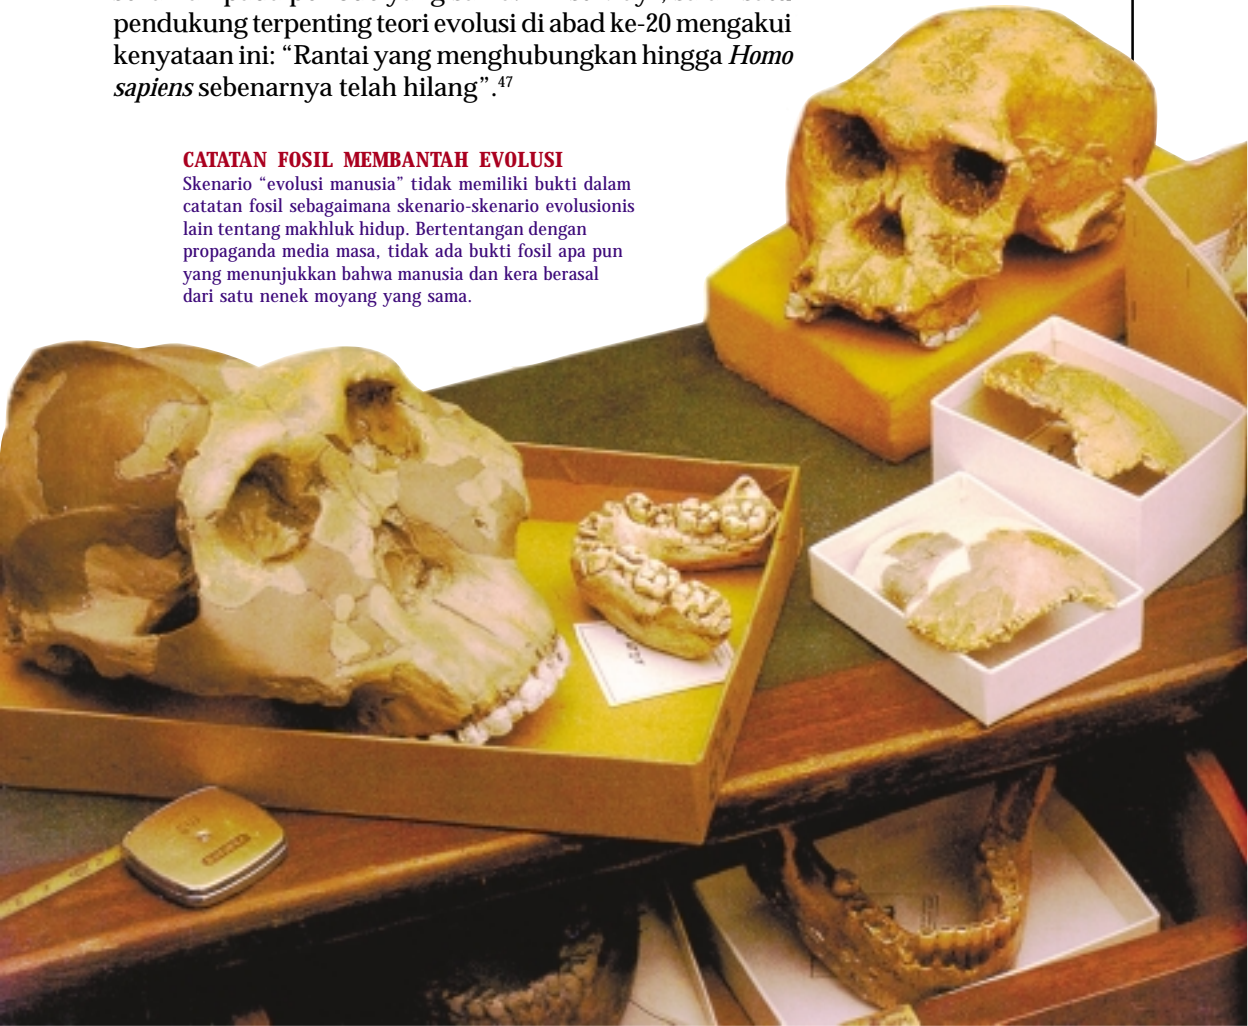 pendukung terpenting teori evolusi di abad ke-20 mengakui
kenyataan ini: “Rantai yang menghubungkan hingga Homo
sapiens sebenarnya telah hilang”.47
CATATAN FOSIL MEMBANTAH EVOLUSI
Skenario “evolusi manusia” tidak memiliki bukti dalam
catatan fosil sebagaimana skenario-skenario evolusionis
lain tentang makhluk hidup. Bertentangan dengan
propaganda media masa, tidak ada bukti fosil apa pun
yang menunjukkan bahwa manusia dan kera berasal
dari satu nenek moyang yang sama.